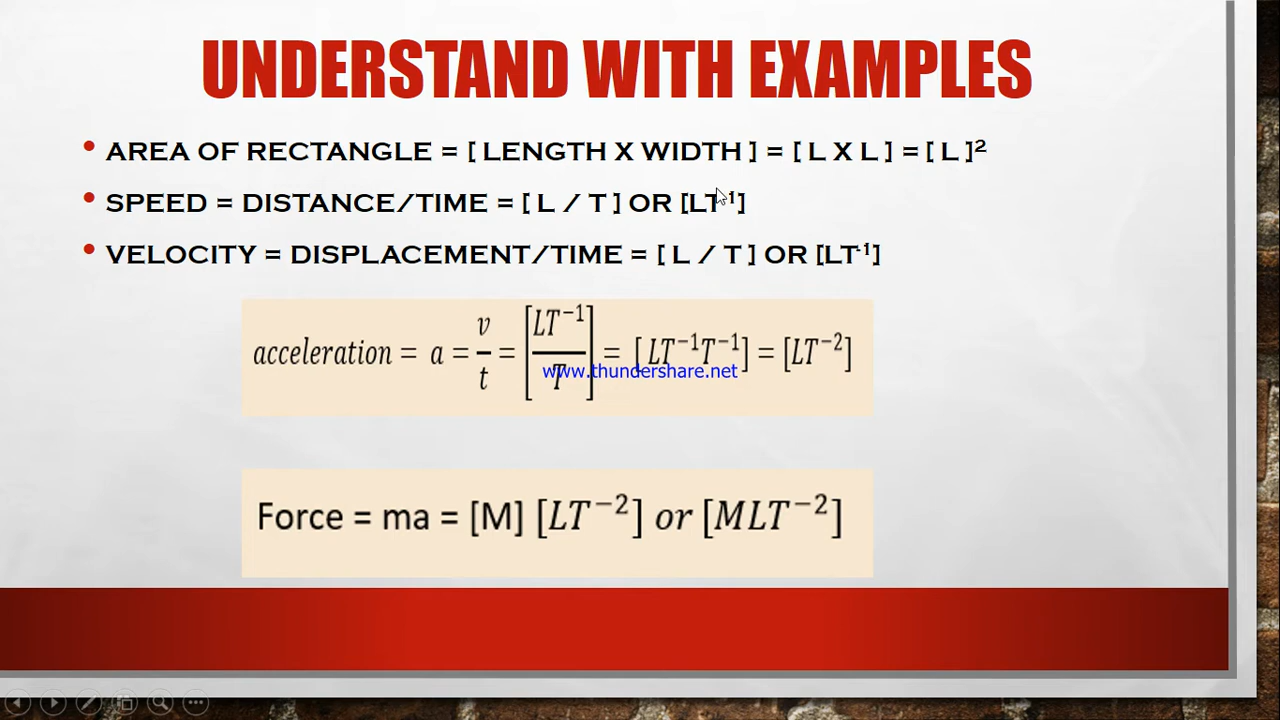 UNDERSTAND WITH EXAMPLES
• AREA OF RECTANGLE = [ LENGTH X WIDTH ] = [ L X L ] = [ L ]²
• SPEED = DISTANCE/TIME = [ L / T ] OR [LT⁻¹]
• VELOCITY = DISPLACEMENT/TIME = [ L / T ] OR [LT⁻¹]
acceleration = a = v/t = [LT⁻¹/T] = [LT⁻¹T⁻¹] = [LT⁻²]
www.thundershare.net
Force = ma = [M] [LT⁻²] or [MLT⁻²]